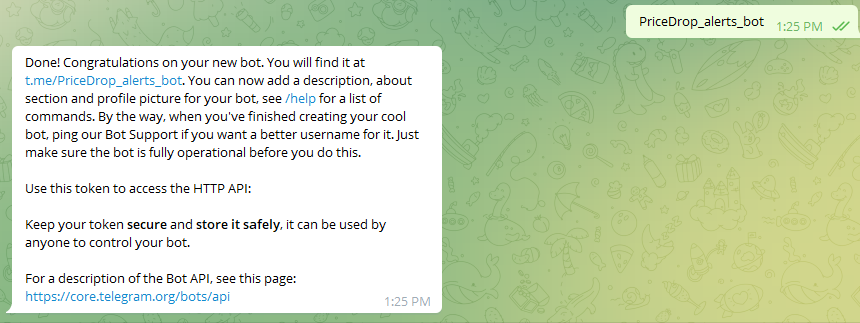 PriceDrop_alerts_bot 1:25 PM
Done! Congratulations on your new bot. You will find it at
t.me/PriceDrop_alerts_bot. You can now add a description, about
section and profile picture for your bot, see /help for a list of
commands. By the way, when you've finished creating your cool
bot, ping our Bot Support if you want a better username for it. Just
make sure the bot is fully operational before you do this.
Use this token to access the HTTP API:
Keep your token secure and store it safely, it can be used by
anyone to control your bot.
For a description of the Bot API, see this page:
https://core.telegram.org/bots/api 1:25 PM